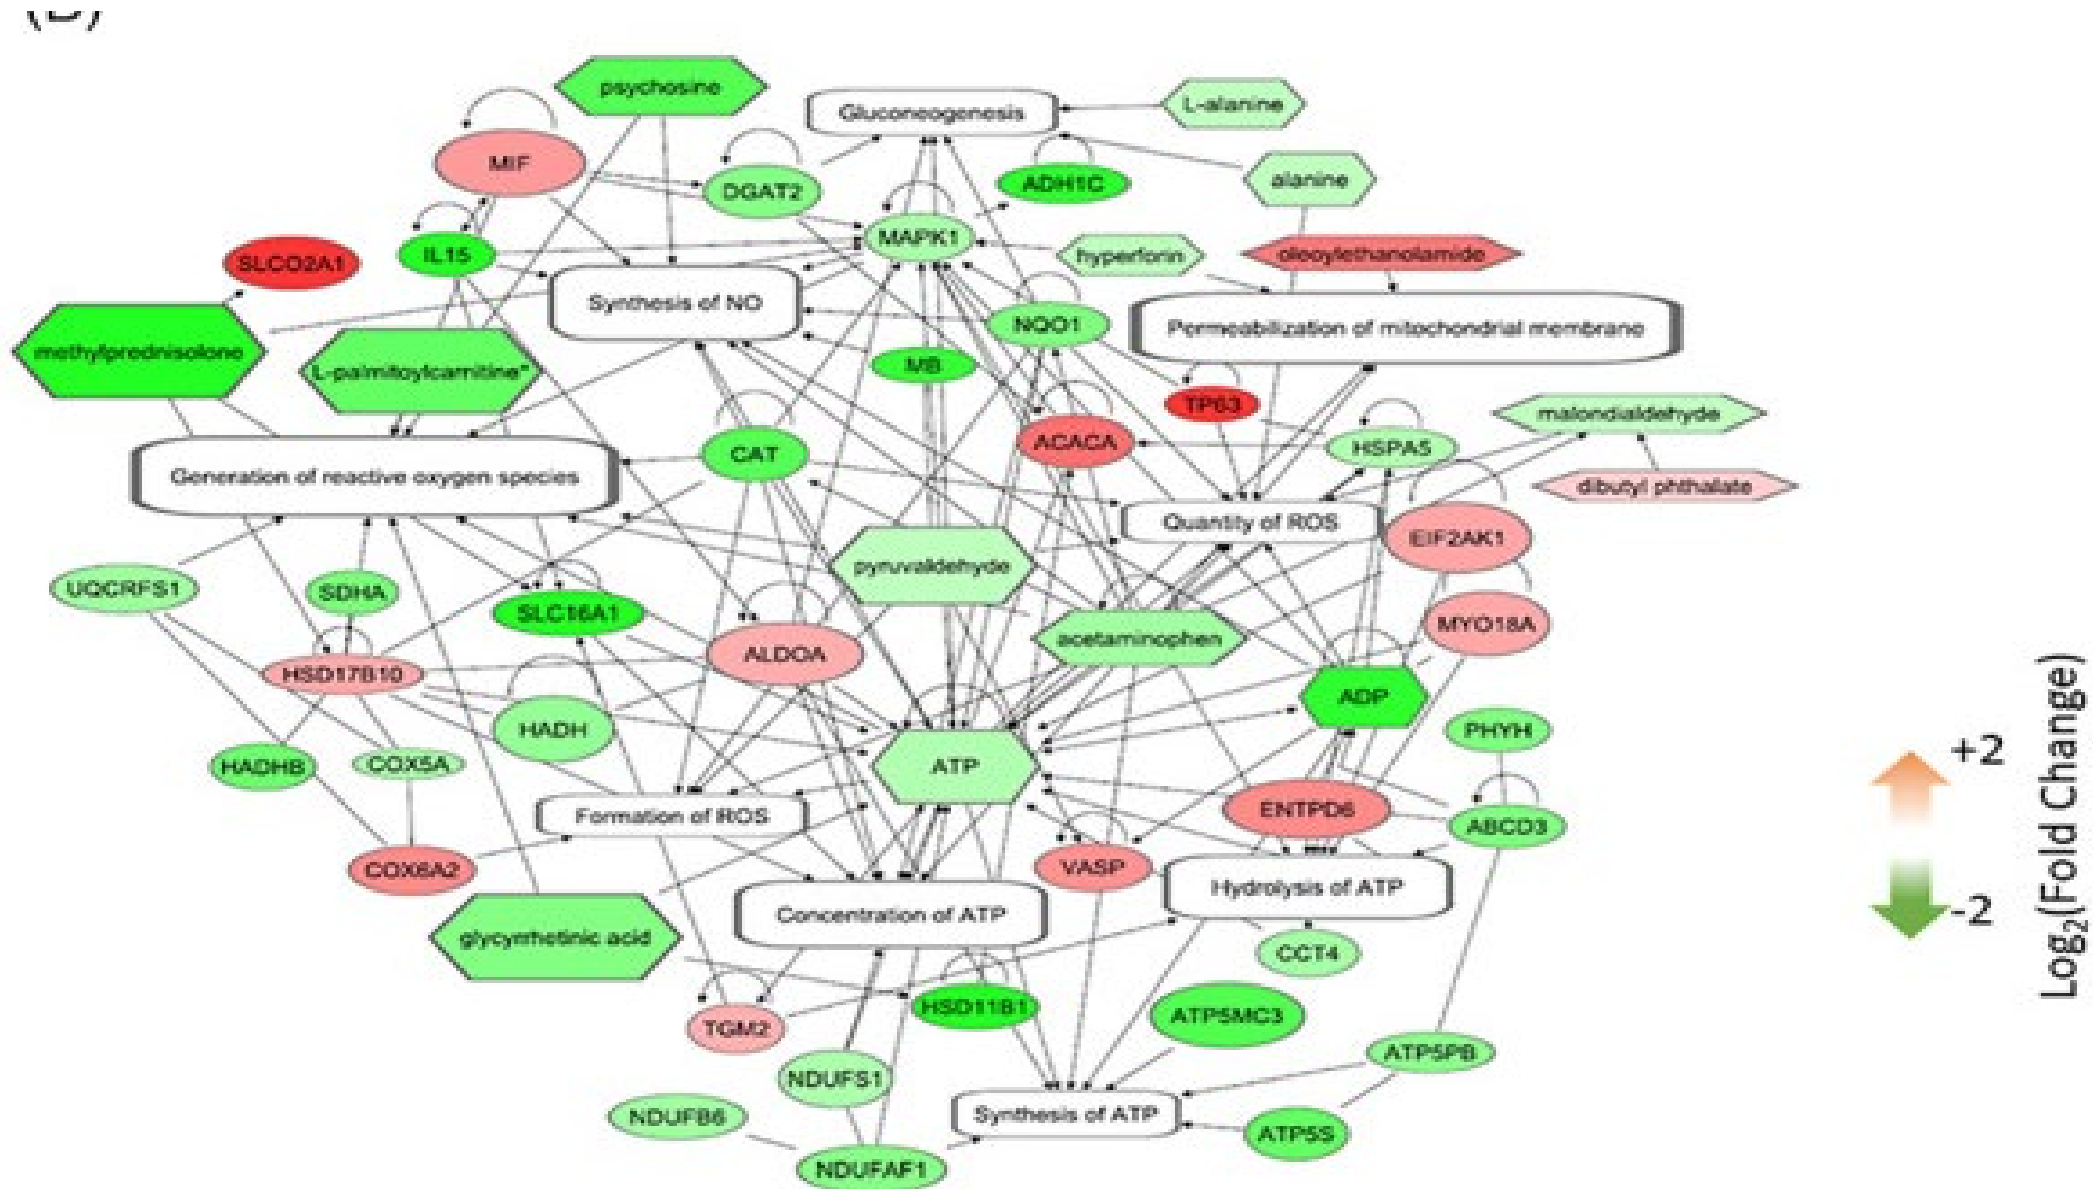 psychosine
Gluconeogenesis
L-alanine
MIF
DGAT2
ADH1C
alanine
SLCO2A1
IL15
MAPK1
hyperforin
oleoylethanolamide
Synthesis of NO
NQO1
Permeabilization of mitochondrial membrane
methylprednisolone
L-palmitoylcarnitine*
MB
TP63
malondialdehyde
CAT
ACACA
HSPA5
Generation of reactive oxygen species
dibutyl phthalate
Quantity of ROS
EIF2AK1
pyruvaldehyde
UQCRFS1
SDHA
SLC16A1
acetaminophen
MYO18A
HSD17B10
ALDOA
ADP
HADH
PHYH
HADHB
COX5A
ATP
+2
Formation of ROS
ENTPD6
ABCD3
COX6A2
VASP
Hydrolysis of ATP
Concentration of ATP
-2
Log2(Fold Change)
glycyrrhetinic acid
CCT4
HSD11B1
ATP5MC3
TGM2
ATP5PB
NDUFS1
NDUFB6
Synthesis of ATP
ATP5S
NDUFAF1